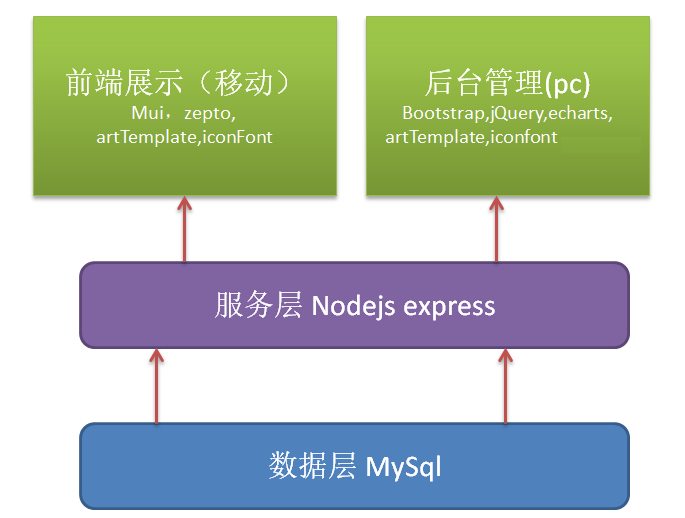 前端展示（移动）
Mui，zepto,
artTemplate,iconFont
后台管理(pc)
Bootstrap,jQuery,echarts,
artTemplate,iconfont
服务层 Nodejs express
数据层 MySql